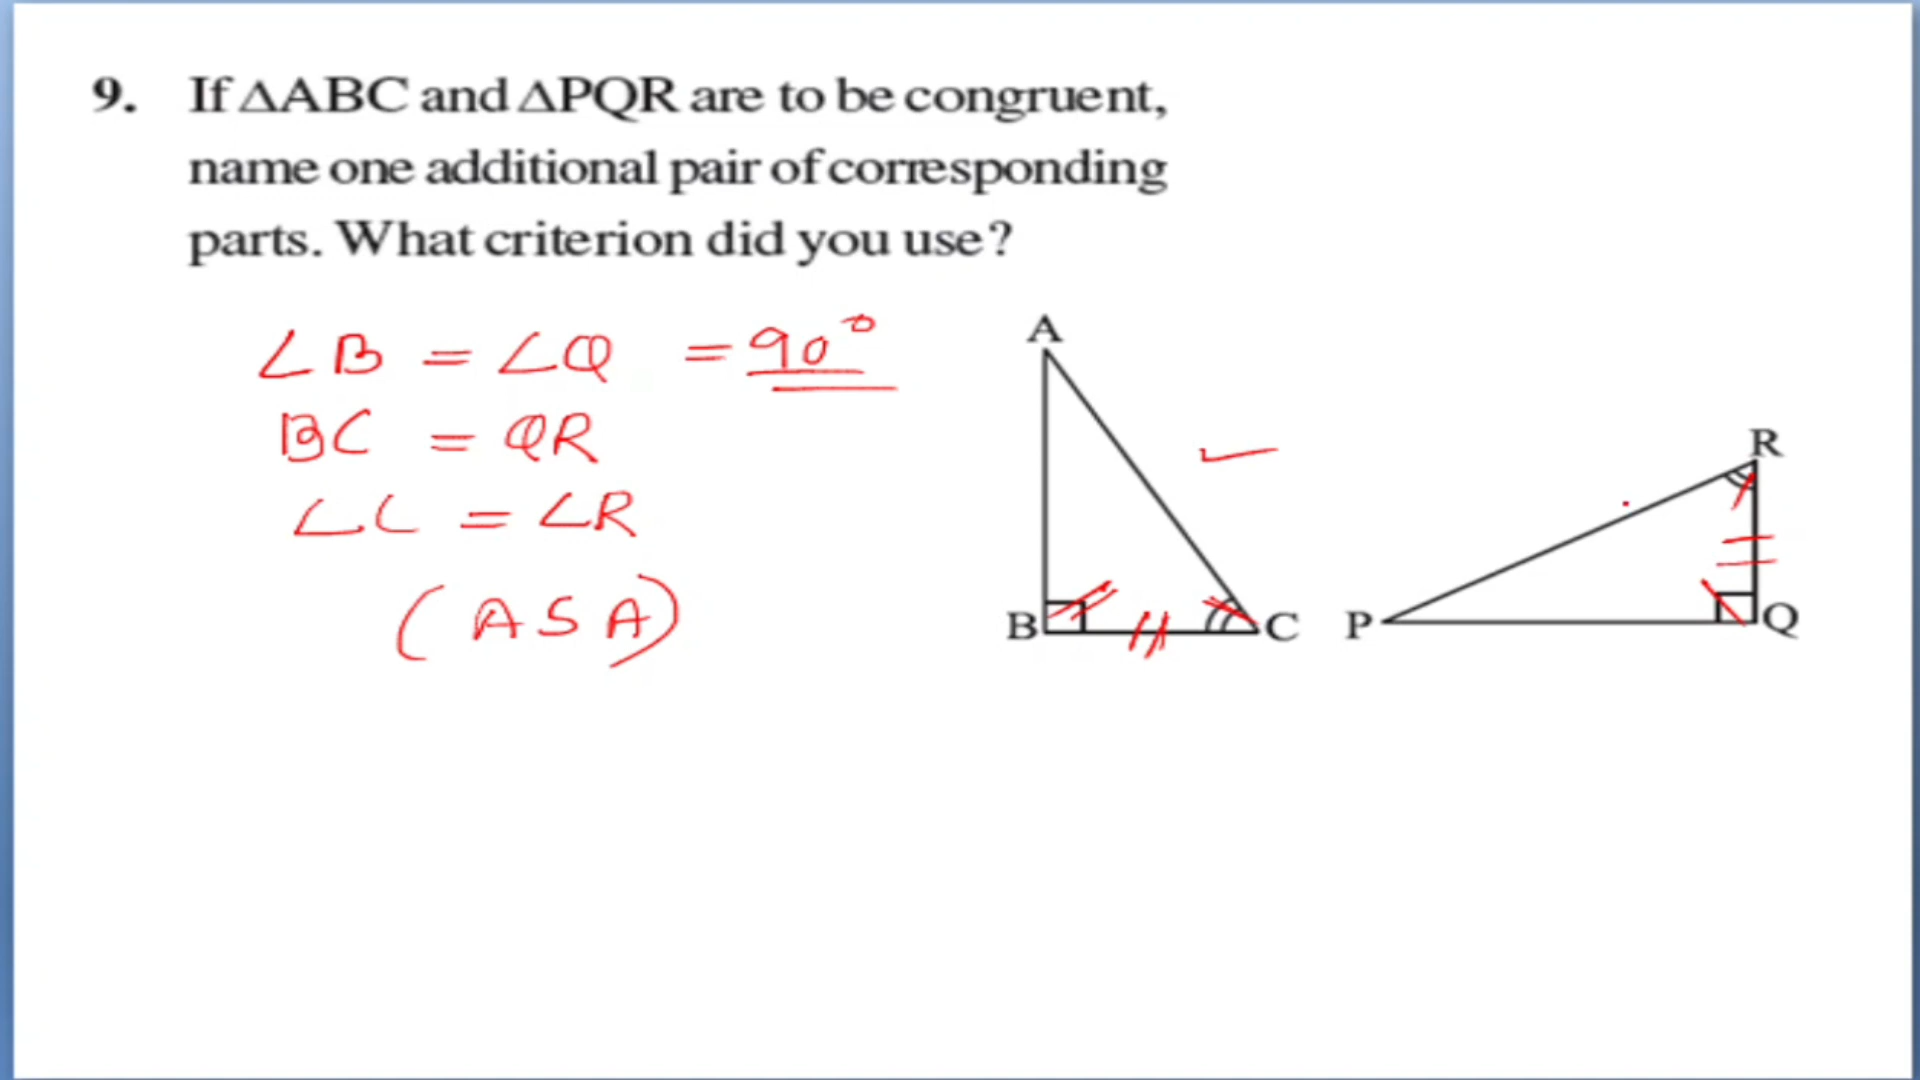 9. If ΔABC and ΔPQR are to be congruent,
name one additional pair of corresponding
parts. What criterion did you use?
∠B = ∠Q = 90°
BC = QR
∠C = ∠R
(ASA)
A
B
C
P
R
Q